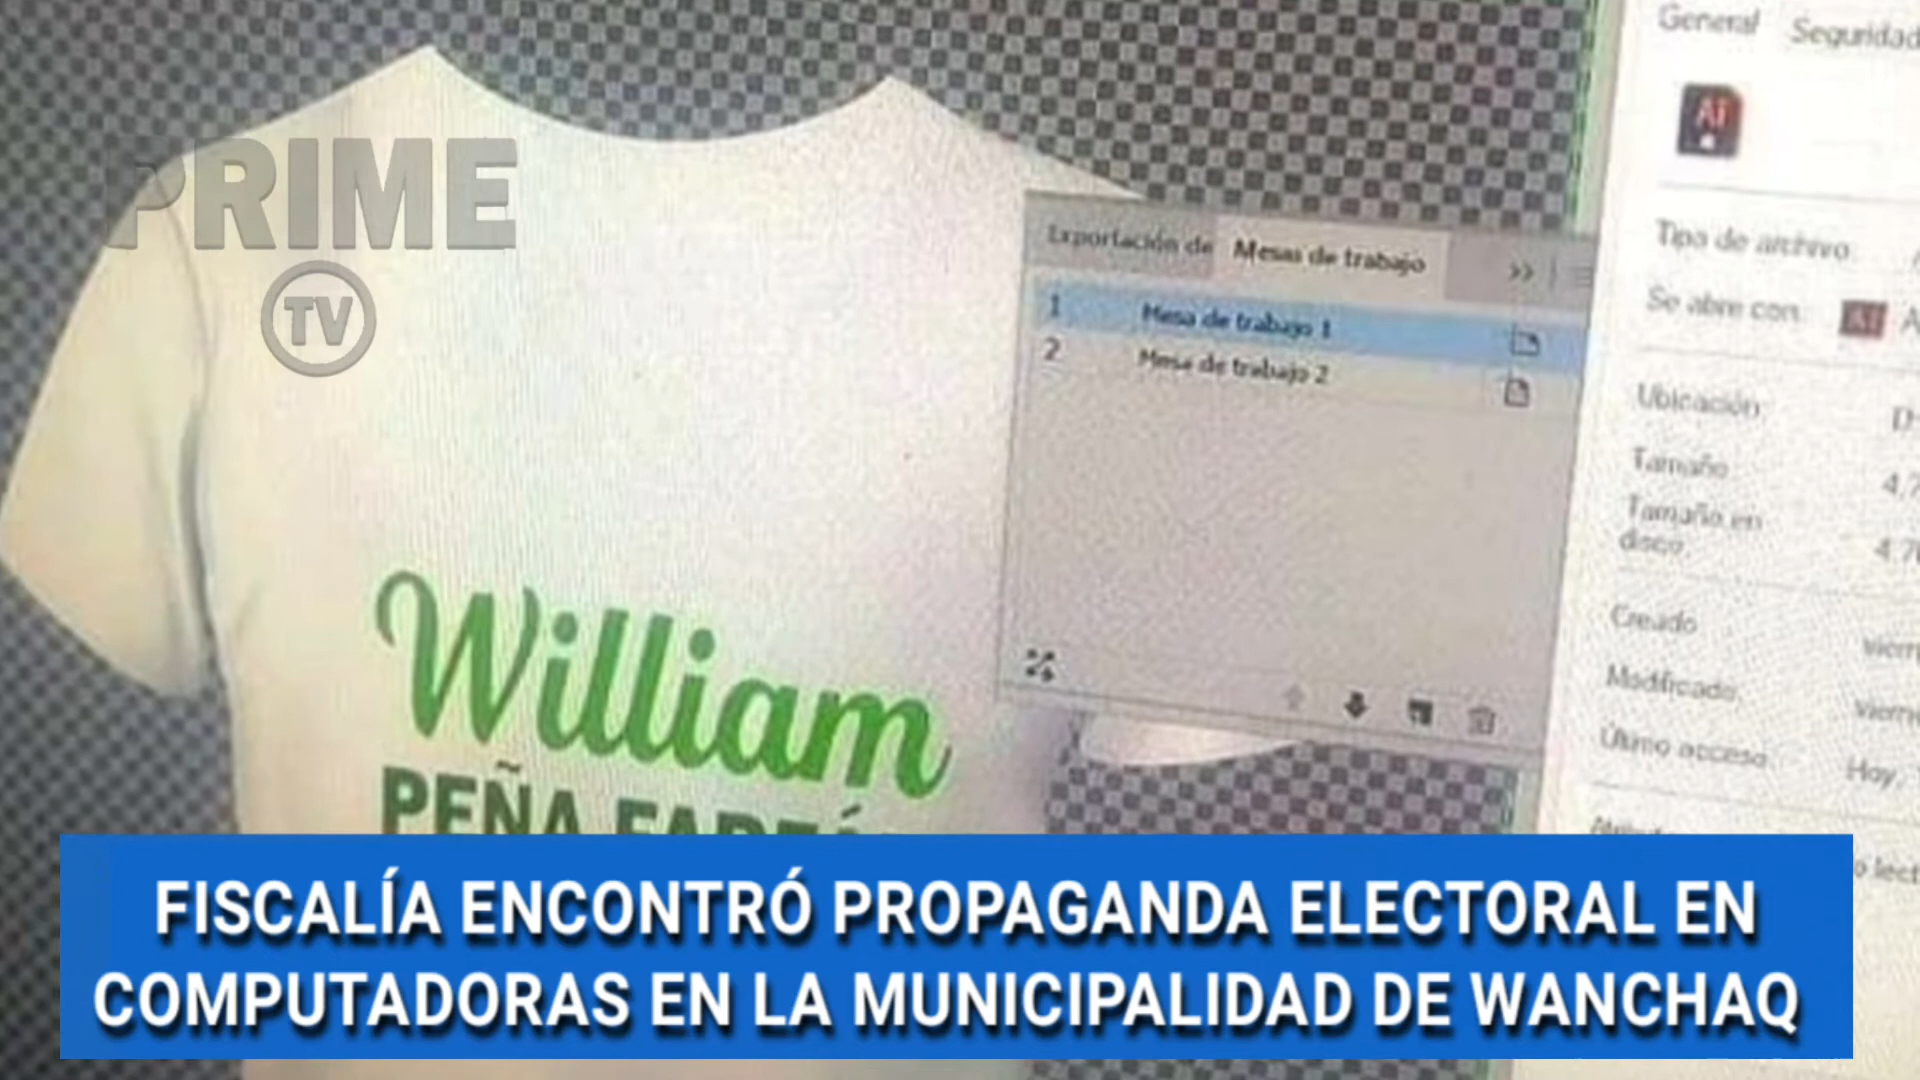 General Seguridad
PRIME
TV
AI
Exportación de Mesas de trabajo
1 Mesa de trabajo 1
2 Mesa de trabajo 2
Tipo de archivo:
Se abre con:
Ubicación:
Tamaño
Tamaño en
disco
Creado
Modificado
Último acceso
Hoy,
William
PEÑA
FISCALÍA ENCONTRÓ PROPAGANDA ELECTORAL EN
COMPUTADORAS EN LA MUNICIPALIDAD DE WANCHAQ